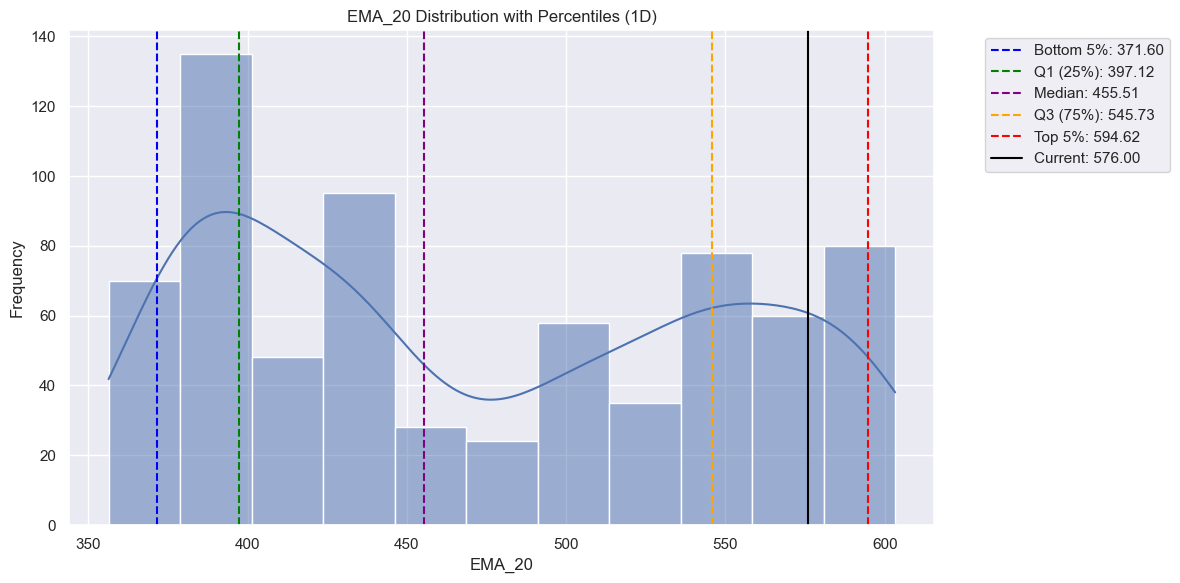 EMA_20 Distribution with Percentiles (1D)
140
120
100
80
60
40
20
0
Frequency
350
400
450
500
550
600
EMA_20
Bottom 5%: 371.60
Q1 (25%): 397.12
Median: 455.51
Q3 (75%): 545.73
Top 5%: 594.62
Current: 576.00